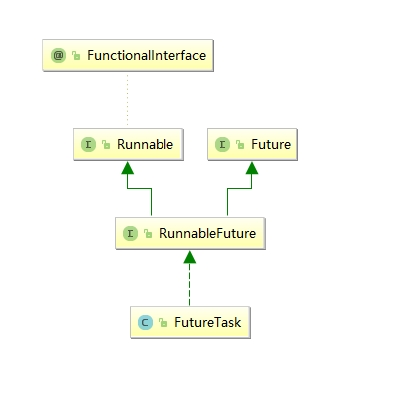 @ FunctionalInterface
I Runnable
I Future
I RunnableFuture
C FutureTask